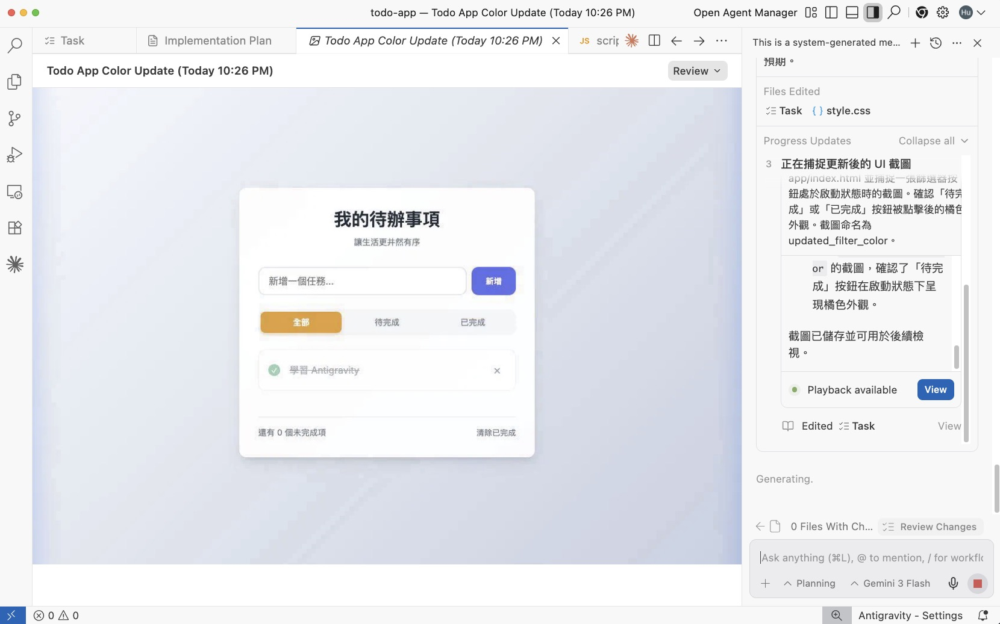 todo-app — Todo App Color Update (Today 10:26 PM)
Open Agent Manager
Hu
Task
Implementation Plan
Todo App Color Update (Today 10:26 PM)
JS scrip
This is a system-generated me...
Todo App Color Update (Today 10:26 PM)
Review
我的待辦事項
讓生活更井然有序
新增一個任務...
新增
全部
待完成
已完成
學習 Antigravity
還有 0 個未完成項
清除已完成
預期。
Files Edited
Task
{ } style.css
Progress Updates
Collapse all
3 正在捕捉更新後的 UI 截圖
app/index.html 並捕捉一張篩選器按
鈕處於啟動狀態時的截圖。確認「待完
成」或「已完成」按鈕被點擊後的橘色
外觀。截圖命名為
updated_filter_color。
or 的截圖，確認了「待完
成」按鈕在啟動狀態下呈
現橘色外觀。
截圖已儲存並可用於後續檢
視。
Playback available
View
Edited Task
View
Generating.
0 Files With Ch...
Review Changes
Ask anything (⌘L), @ to mention, / for workflo
Planning
Gemini 3 Flash
0
0
Antigravity - Settings